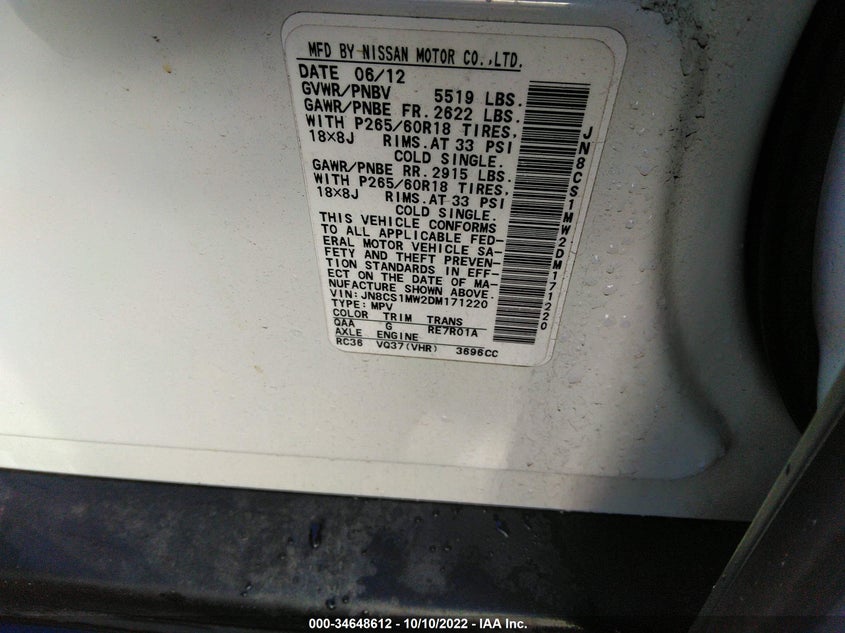 MFD BY NISSAN MOTOR CO.,LTD.
DATE 06/12
GVWR/PNBV 5519 LBS.
GAWR/PNBE FR. 2622 LBS.
WITH P265/60R18 TIRES,
18×8J RIMS.AT 33 PSI
COLD SINGLE.
GAWR/PNBE RR. 2915 LBS.
WITH P265/60R18 TIRES,
18×8J RIMS.AT 33 PSI
COLD SINGLE.
THIS VEHICLE CONFORMS
TO ALL APPLICABLE FED-
ERAL MOTOR VEHICLE SA-
FETY AND THEFT PREVEN-
TION STANDARDS IN EFF-
ECT ON THE DATE OF MA-
NUFACTURE SHOWN ABOVE.
VIN: JN8CS1MW2DM171220
TYPE: MPV
COLOR TRIM TRANS
QAA G RE7R01A
AXLE ENGINE
RC36 VQ37(VHR) 3696CC
JN8CS1MW2DM171220
000-34648612 - 10/10/2022 - IAA Inc.